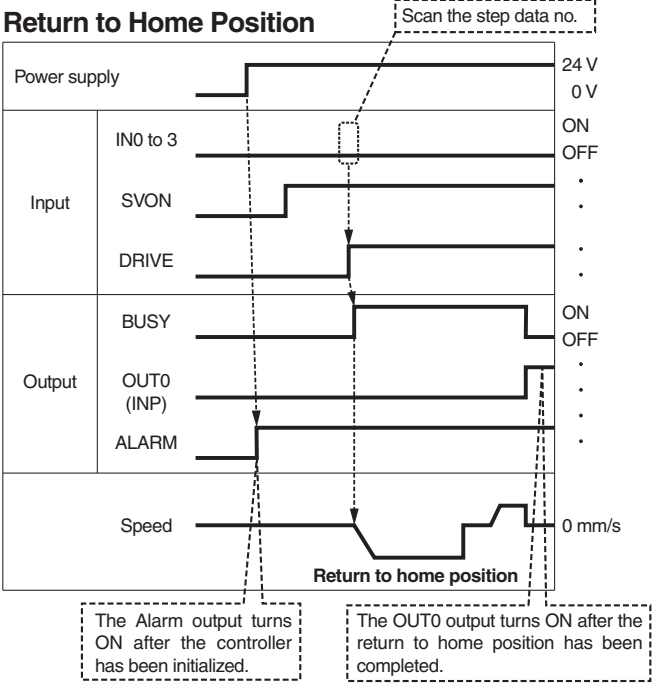 Return to Home Position
Scan the step data no.
Power supply
24 V
0 V
Input
IN0 to 3
ON
OFF
SVON
DRIVE
Output
BUSY
ON
OFF
OUT0
(INP)
ALARM
Speed
0 mm/s
Return to home position
The Alarm output turns
ON after the controller
has been initialized.
The OUT0 output turns ON after the
return to home position has been
completed.